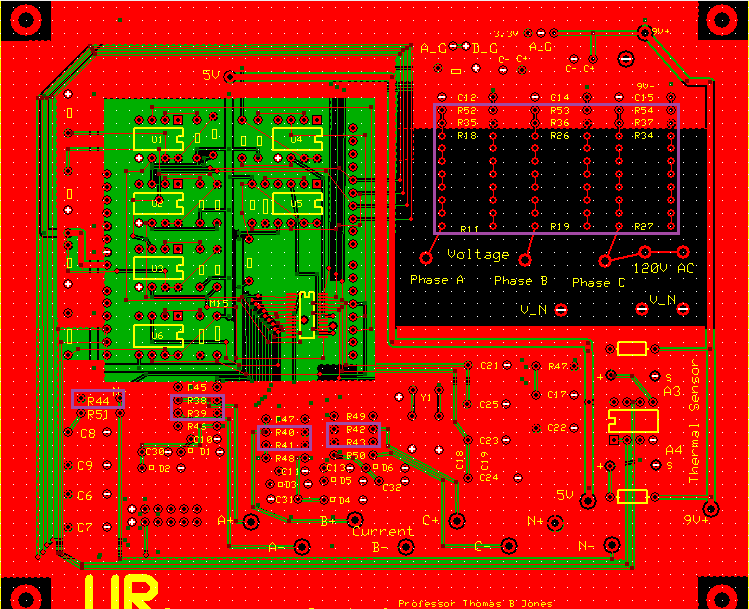 3.3V 9V+
A_G B_G A_G
5V C- C+ C- C+
9V-
C12 C14 C15
R52 R53 R54
R35 R36 R37
U1 U4 R18 R26 R34
U2 U5
R11 R19 R27
Voltage
U3 120V AC
Phase A Phase B Phase C
M15 V_N V_N
U6
C21 R47
C45 S
R44 R38 Y1 C17 A3
R51 R39 C47 R49 C25
R46 R40 R42
C8 C10 R41 R43 C22
C30 D1 R48 R50 C23 A4
C9 D2 C11 C13 D6 C18 C19 S
D3 D5 C32 C24 Thermal Sensor
C6 C31 D4 5V
C7 A+ B+ C+ N+ 9V+
Current
A- B- C- N-
UR.
Professor Thomas B Jones